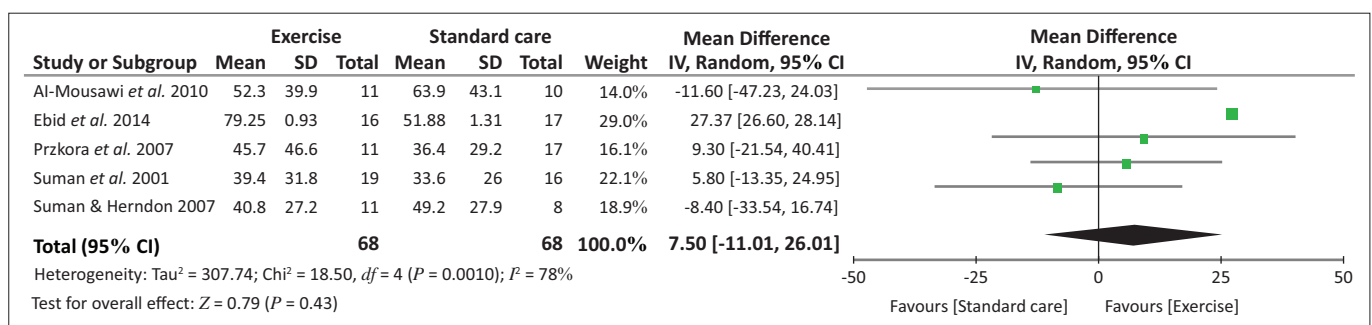 Exercise Standard care Mean Difference Mean Difference
Study or Subgroup Mean SD Total Mean SD Total Weight IV, Random, 95% CI IV, Random, 95% CI
Al-Mousawi et al. 2010 52.3 39.9 11 63.9 43.1 10 14.0% -11.60 [-47.23, 24.03]
Ebid et al. 2014 79.25 0.93 16 51.88 1.31 17 29.0% 27.37 [26.60, 28.14]
Przkora et al. 2007 45.7 46.6 11 36.4 29.2 17 16.1% 9.30 [-21.54, 40.41]
Suman et al. 2001 39.4 31.8 19 33.6 26 16 22.1% 5.80 [-13.35, 24.95]
Suman & Herndon 2007 40.8 27.2 11 49.2 27.9 8 18.9% -8.40 [-33.54, 16.74]
Total (95% CI) 68 68 100.0% 7.50 [-11.01, 26.01]
Heterogeneity: Tau² = 307.74; Chi² = 18.50, df = 4 (P = 0.0010); I² = 78%
Test for overall effect: Z = 0.79 (P = 0.43)
-50 -25 0 25 50
Favours [Standard care] Favours [Exercise]